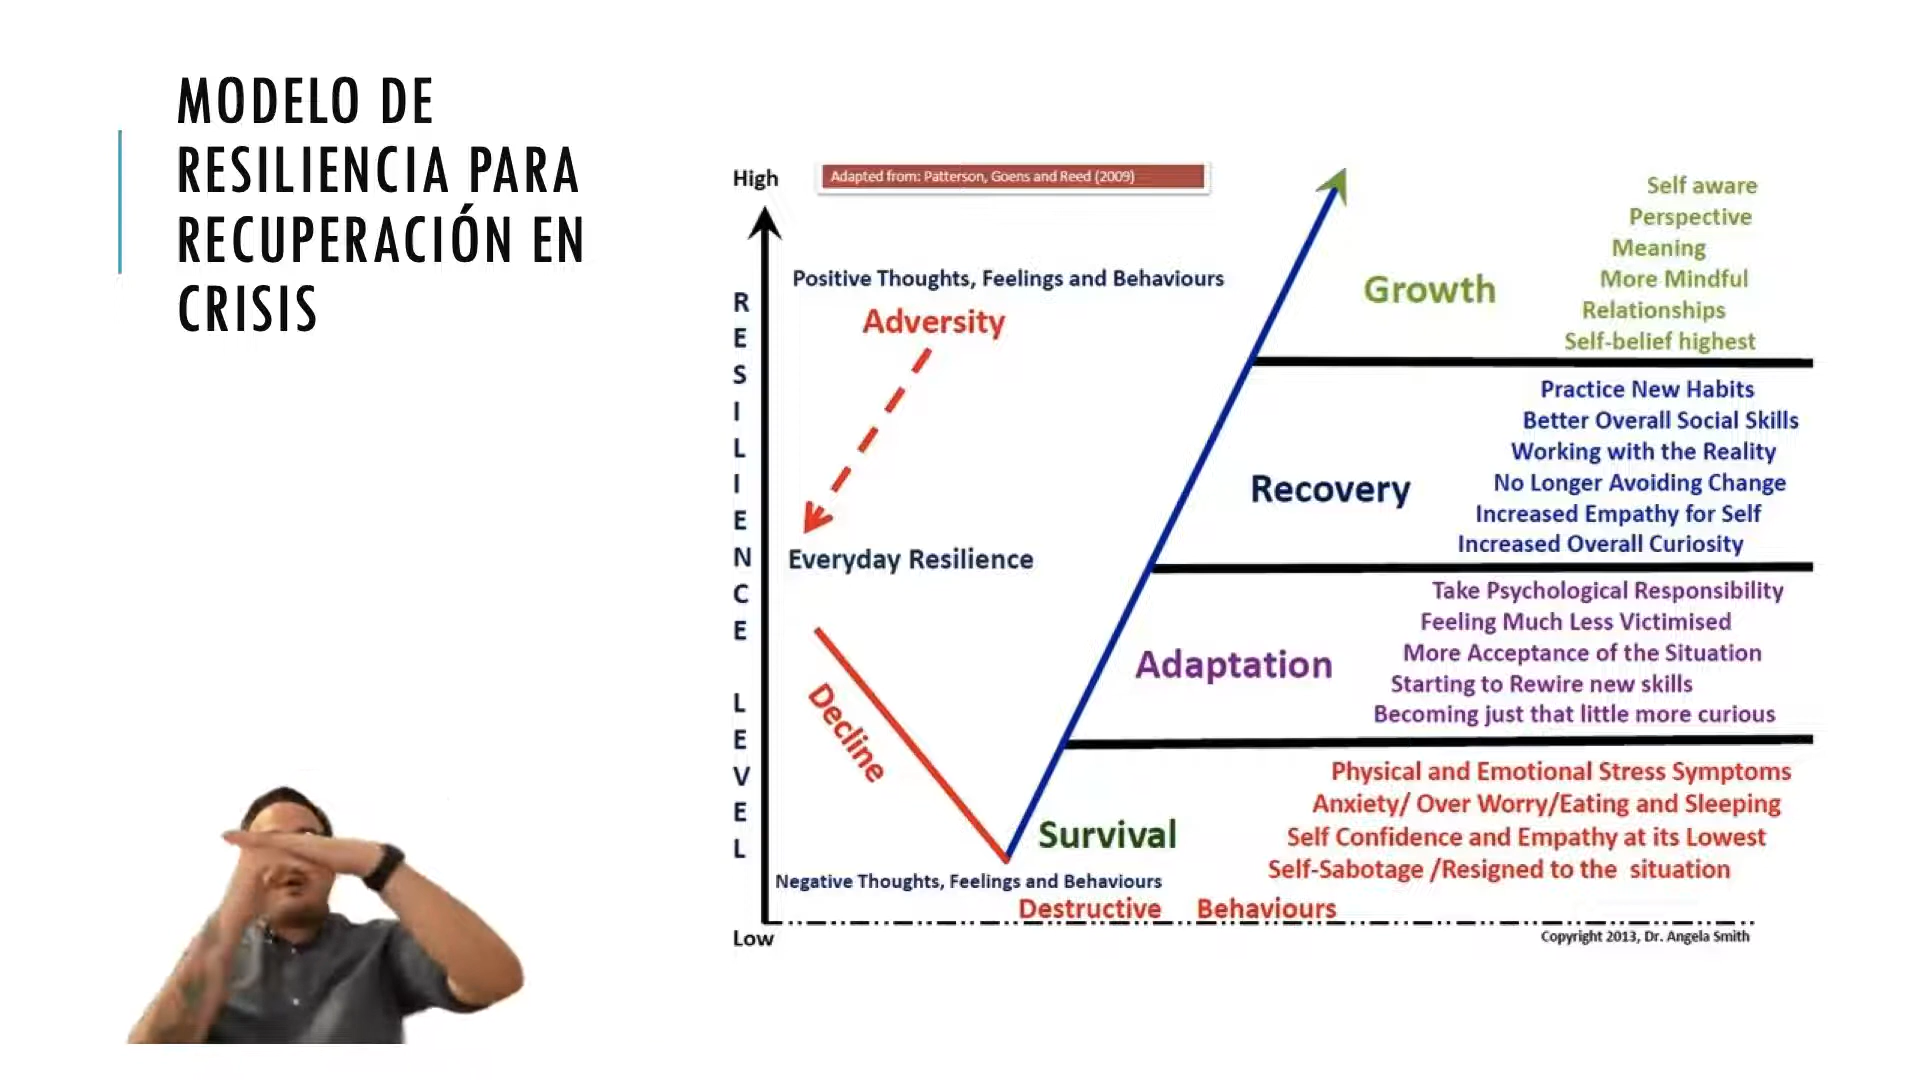 MODELO DE
RESILIENCIA PARA
RECUPERACIÓN EN
CRISIS
High
Adapted from: Patterson, Goens and Reed (2009)
Positive Thoughts, Feelings and Behaviours
Adversity
Everyday Resilience
RESILIENCE LEVEL
Decline
Negative Thoughts, Feelings and Behaviours
Low
Growth
Self aware
Perspective
Meaning
More Mindful
Relationships
Self-belief highest
Recovery
Practice New Habits
Better Overall Social Skills
Working with the Reality
No Longer Avoiding Change
Increased Empathy for Self
Increased Overall Curiosity
Adaptation
Take Psychological Responsibility
Feeling Much Less Victimised
More Acceptance of the Situation
Starting to Rewire new skills
Becoming just that little more curious
Survival
Physical and Emotional Stress Symptoms
Anxiety/ Over Worry/Eating and Sleeping
Self Confidence and Empathy at its Lowest
Self-Sabotage /Resigned to the situation
Destructive Behaviours
Copyright 2013, Dr. Angela Smith